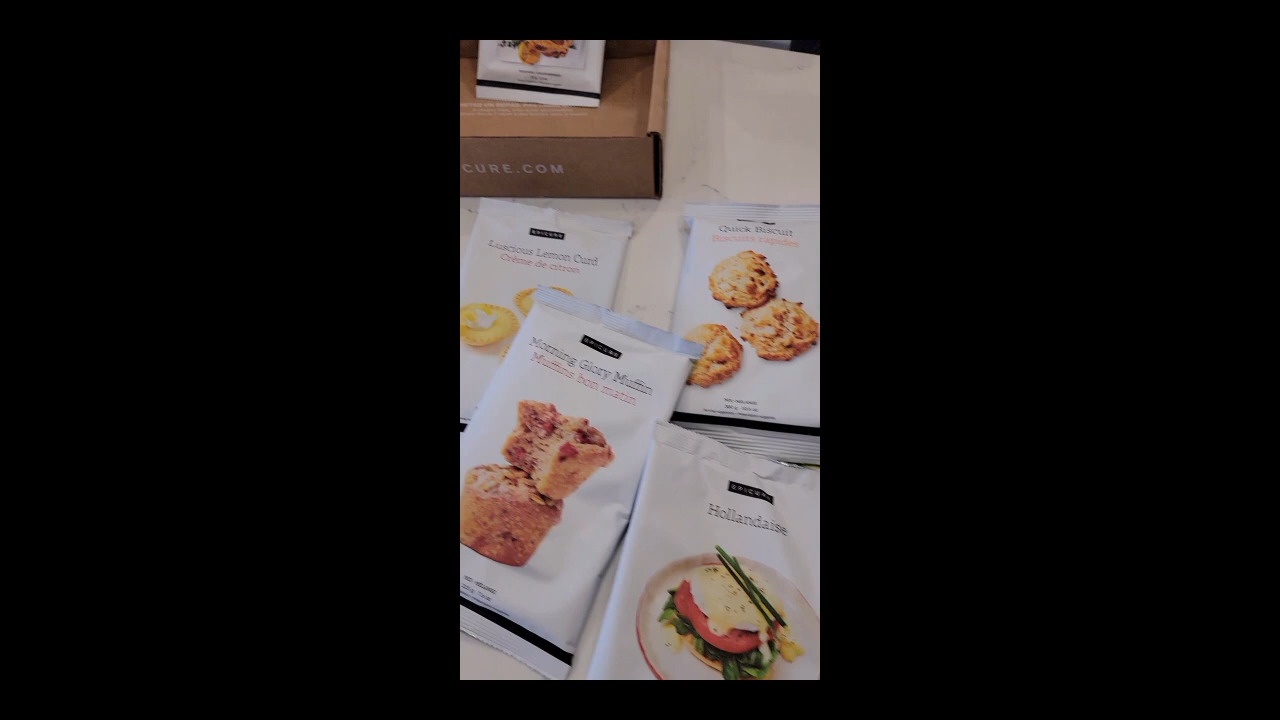 CURE.COM
EPICURE
Luscious Lemon Curd
Crème de citron
Quick Biscuit
Biscuits rapides
EPICURE
Morning Glory Muffin
Muffins bon matin
EPICURE
Hollandaise